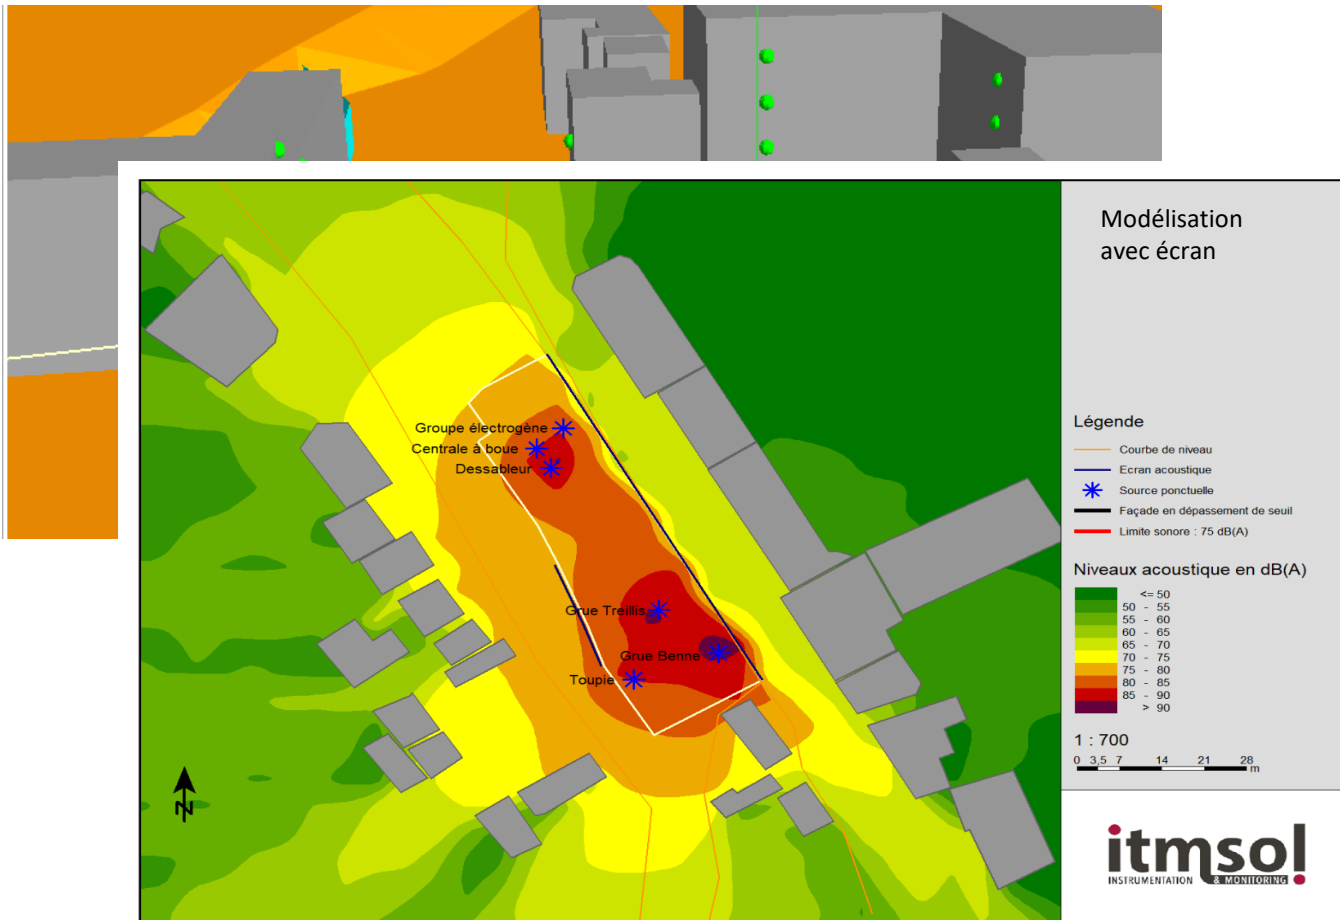 Modélisation
avec écran
Groupe électrogène
Centrale à boue
Dessableur
Grue Treillis
Grue Benne
Toupie
N
Légende
Courbe de niveau
Ecran acoustique
Source ponctuelle
Façade en dépassement de seuil
Limite sonore : 75 dB(A)
Niveaux acoustique en dB(A)
<= 50
50 - 55
55 - 60
60 - 65
65 - 70
70 - 75
75 - 80
80 - 85
85 - 90
> 90
1 : 700
0 3,5 7 14 21 28
m
itmsol
INSTRUMENTATION & MONITORING